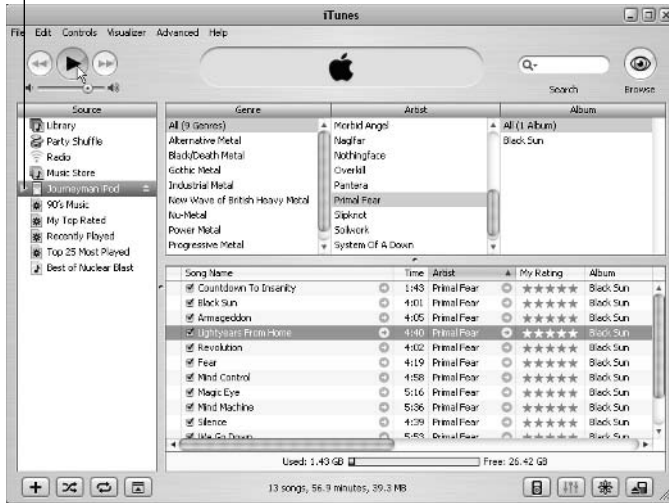 iTunes
File Edit Controls Visualizer Advanced Help
Search
Browse
Source
Library
Party Shuffle
Radio
Music Store
Journeyman iPod
90's Music
My Top Rated
Recently Played
Top 25 Most Played
Best of Nuclear Blast
Genre
All (9 Genres)
Alternative Metal
Black/Death Metal
Gothic Metal
Industrial Metal
New Wave of British Heavy Metal
Nu-Metal
Power Metal
Progressive Metal
Artist
Morbid Angel
Naglfar
Nothingface
Overkill
Pantera
Primal Fear
Slipknot
Soilwork
System Of A Down
Album
All (1 Album)
Black Sun
Song Name Time Artist My Rating Album
Countdown To Insanity 1:43 Primal Fear Black Sun
Black Sun 4:01 Primal Fear Black Sun
Armageddon 4:05 Primal Fear Black Sun
Lightyears From Home 4:40 Primal Fear Black Sun
Revolution 4:02 Primal Fear Black Sun
Fear 4:19 Primal Fear Black Sun
Mind Control 4:58 Primal Fear Black Sun
Magic Eye 5:16 Primal Fear Black Sun
Mind Machine 5:36 Primal Fear Black Sun
Silence 4:39 Primal Fear Black Sun
We Go Down 5:53 Primal Fear Black Sun
Used: 1.43 GB Free: 26.42 GB
13 songs, 56.9 minutes, 39.3 MB